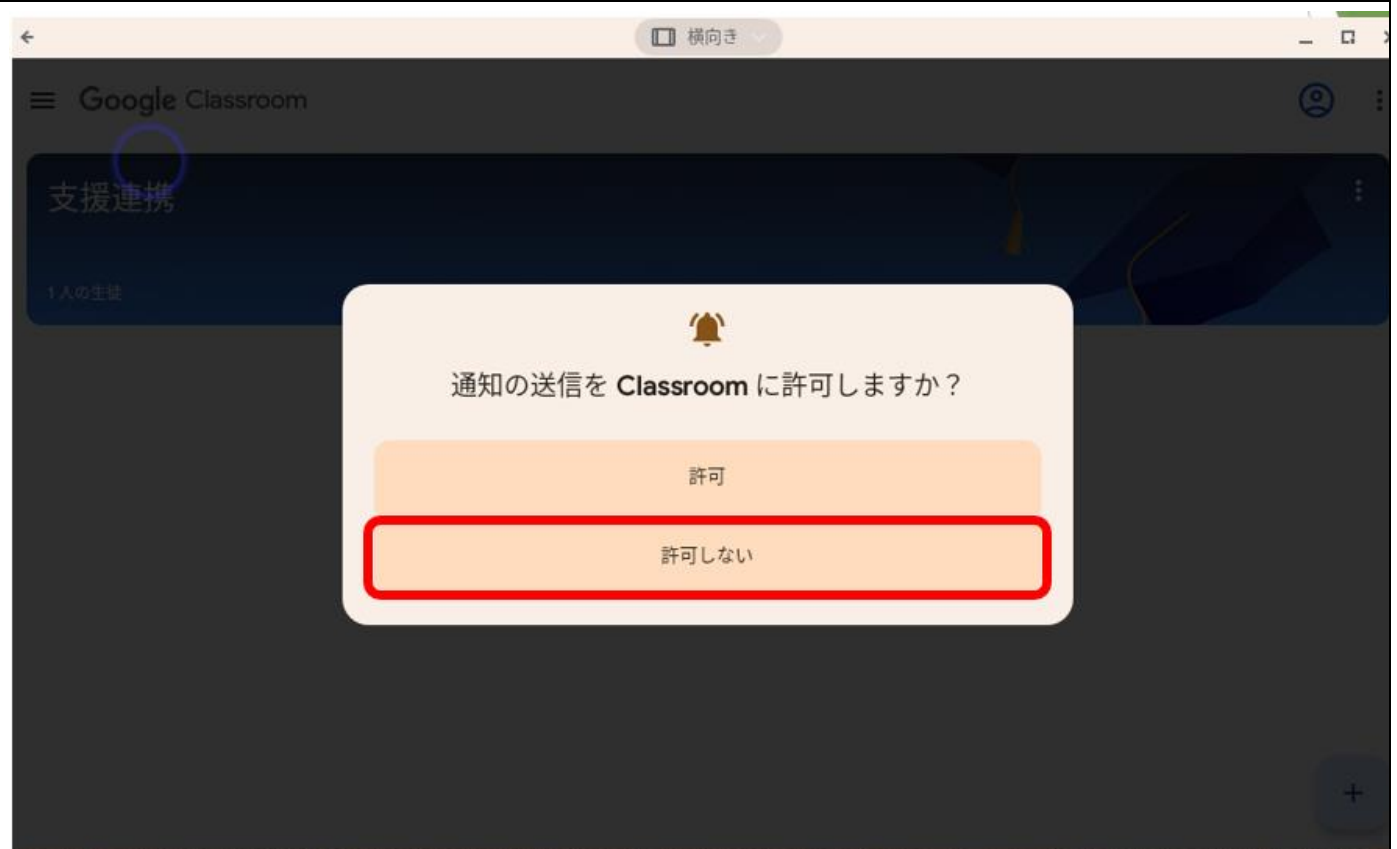 横向き
Google Classroom
支援連携
1人の生徒
通知の送信を Classroom に許可しますか？
許可
許可しない